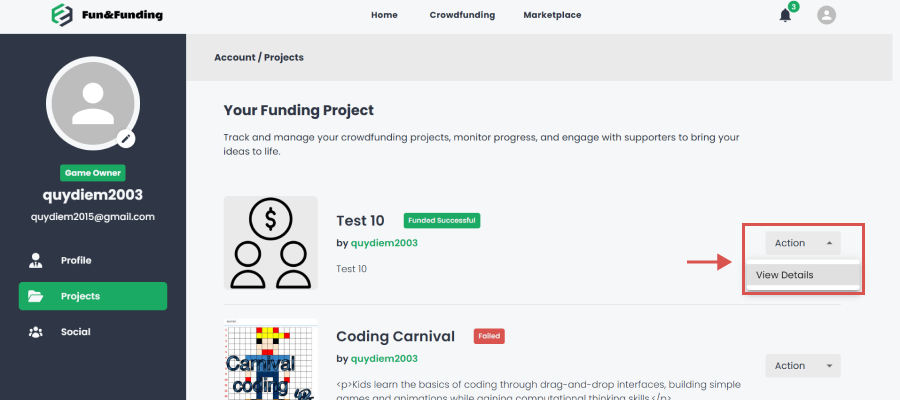 Fun&Funding
Home
Crowdfunding
Marketplace
3
Account / Projects
Game Owner
quydiem2003
quydiem2015@gmail.com
Profile
Projects
Social
Your Funding Project
Track and manage your crowdfunding projects, monitor progress, and engage with supporters to bring your
ideas to life.
$
Test 10
Funded Successful
by quydiem2003
Test 10
Action
View Details
Carnival
coding
Coding Carnival
Failed
by quydiem2003
<p>Kids learn the basics of coding through drag-and-drop interfaces, building simple
games and animations while gaining computational thinking skills.</p>
Action